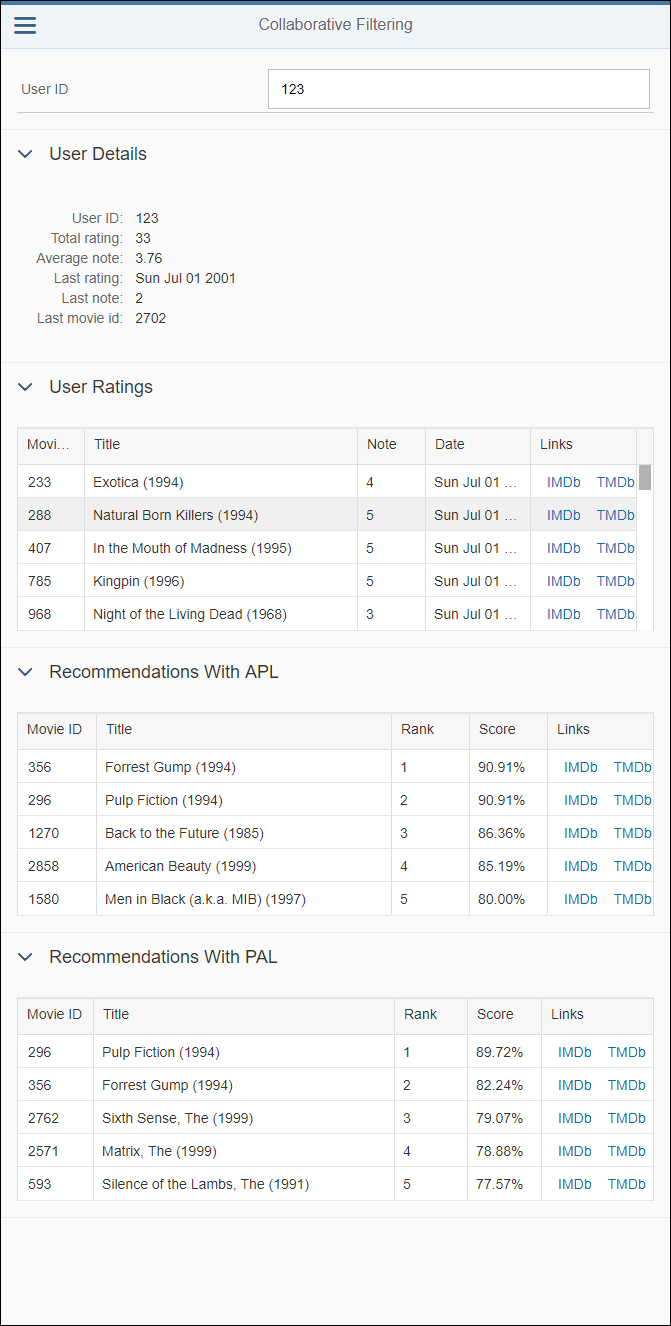 Collaborative Filtering
User ID 123
User Details
User ID: 123
Total rating: 33
Average note: 3.76
Last rating: Sun Jul 01 2001
Last note: 2
Last movie id: 2702
User Ratings
Movi... Title Note Date Links
233 Exotica (1994) 4 Sun Jul 01 ... IMDb TMDb
288 Natural Born Killers (1994) 5 Sun Jul 01 ... IMDb TMDb
407 In the Mouth of Madness (1995) 5 Sun Jul 01 ... IMDb TMDb
785 Kingpin (1996) 5 Sun Jul 01 ... IMDb TMDb
968 Night of the Living Dead (1968) 3 Sun Jul 01 ... IMDb TMDb
Recommendations With APL
Movie ID Title Rank Score Links
356 Forrest Gump (1994) 1 90.91% IMDb TMDb
296 Pulp Fiction (1994) 2 90.91% IMDb TMDb
1270 Back to the Future (1985) 3 86.36% IMDb TMDb
2858 American Beauty (1999) 4 85.19% IMDb TMDb
1580 Men in Black (a.k.a. MIB) (1997) 5 80.00% IMDb TMDb
Recommendations With PAL
Movie ID Title Rank Score Links
296 Pulp Fiction (1994) 1 89.72% IMDb TMDb
356 Forrest Gump (1994) 2 82.24% IMDb TMDb
2762 Sixth Sense, The (1999) 3 79.07% IMDb TMDb
2571 Matrix, The (1999) 4 78.88% IMDb TMDb
593 Silence of the Lambs, The (1991) 5 77.57% IMDb TMDb